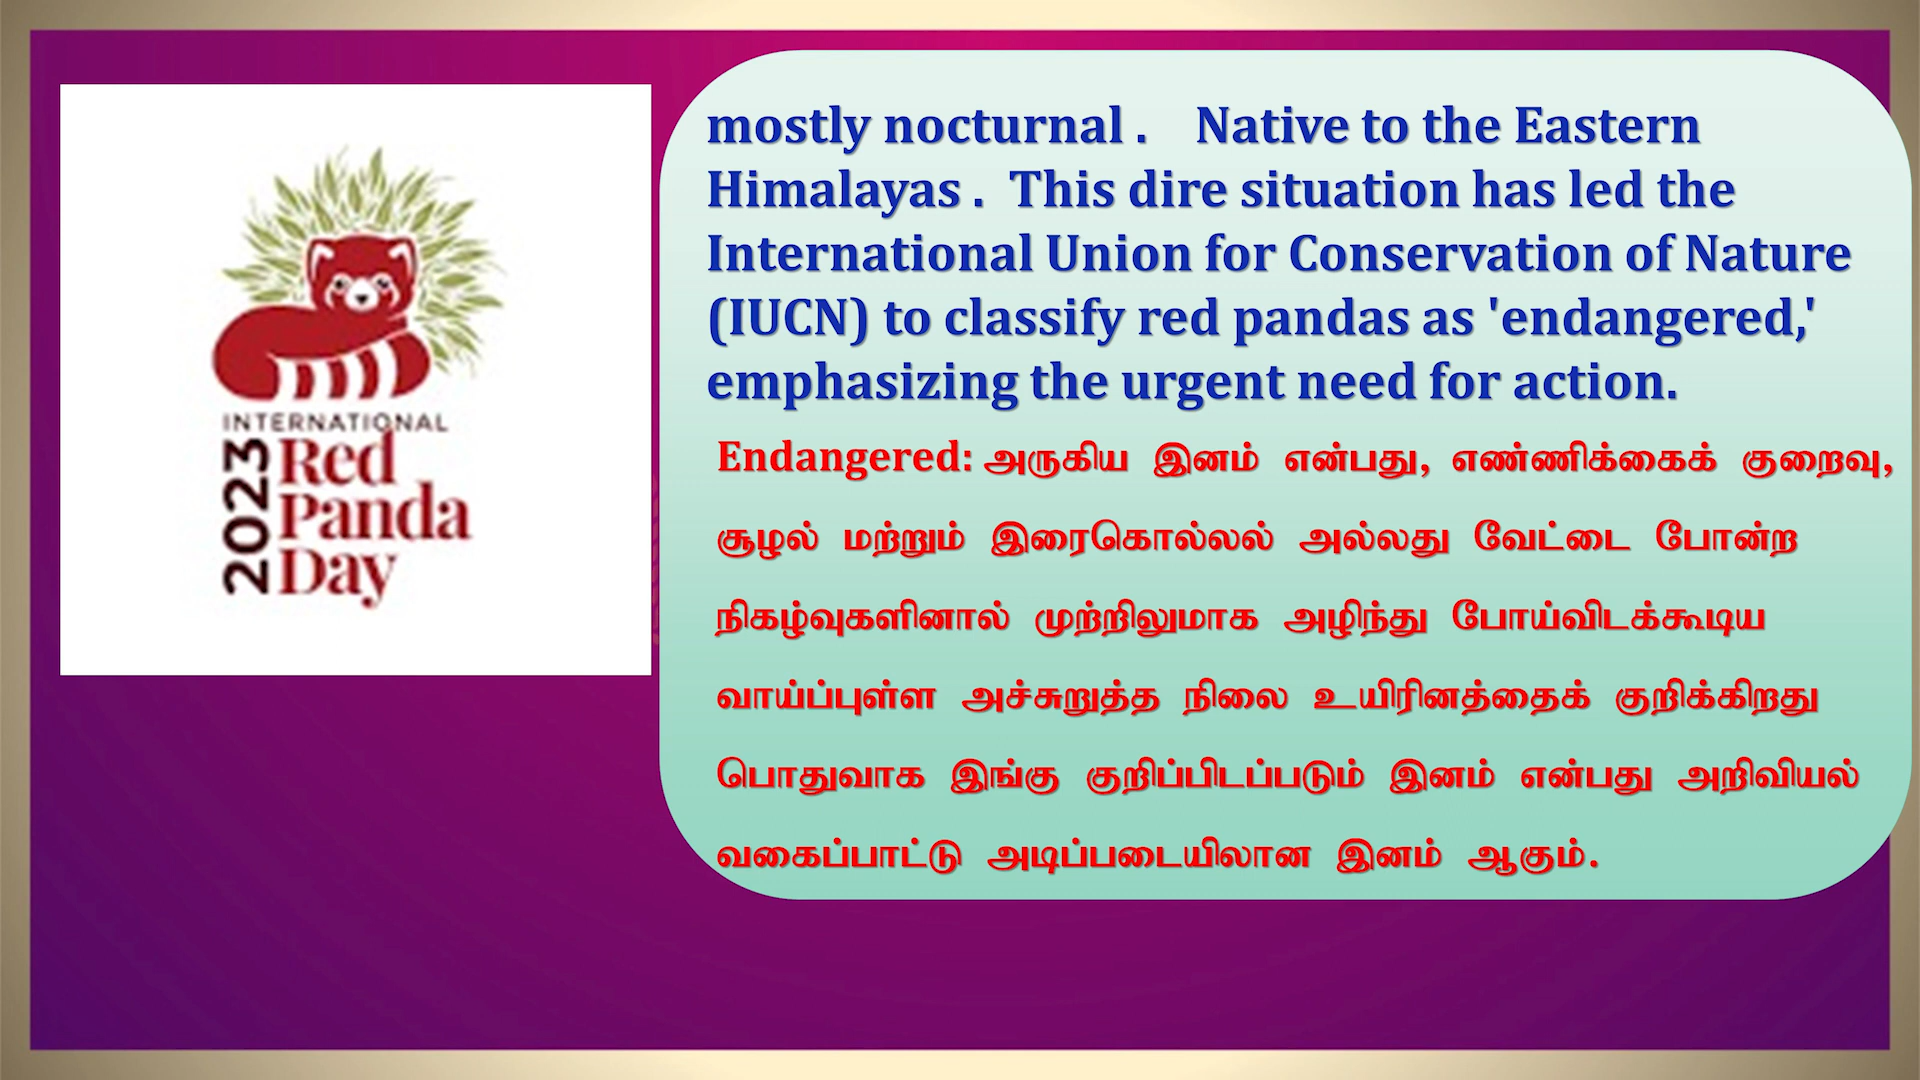 INTERNATIONAL
2023
Red
Panda
Day
mostly nocturnal .    Native to the Eastern
Himalayas .  This dire situation has led the
International Union for Conservation of Nature
(IUCN) to classify red pandas as 'endangered,'
emphasizing the urgent need for action.
Endangered: அருகிய இனம் என்பது, எண்ணிக்கைக் குறைவு,
சூழல் மற்றும் இரைகொல்லல் அல்லது வேட்டை போன்ற
நிகழ்வுகளினால் முற்றிலுமாக அழிந்து போய்விடக்கூடிய
வாய்ப்புள்ள அச்சுறுத்த நிலை உயிரினத்தைக் குறிக்கிறது
பொதுவாக இங்கு குறிப்பிடப்படும் இனம் என்பது அறிவியல்
வகைப்பாட்டு அடிப்படையிலான இனம் ஆகும்.